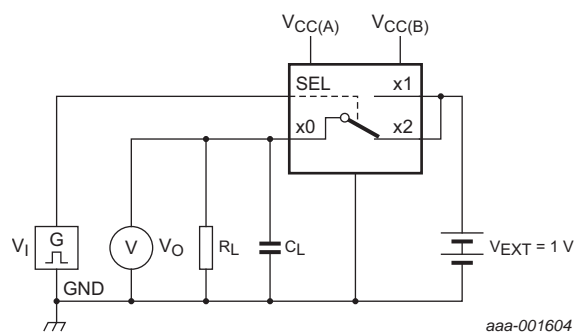 VCC(A) VCC(B)
SEL x1
x0 x2
VI G V VO RL CL VEXT = 1 V
GND
aaa-001604